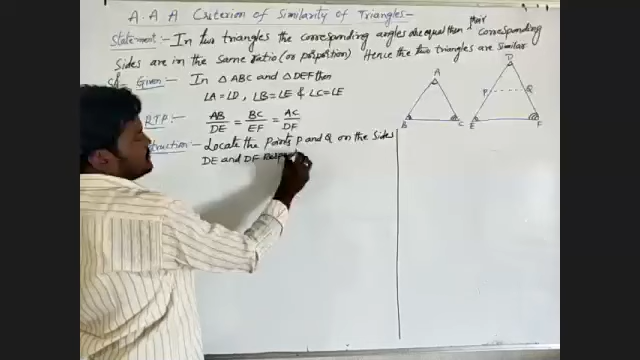 A.A.A Criterion of Similarity of Triangles-
Statement:- In two triangles the corresponding angles are equal then their corresponding
Sides are in the same ratio (or proportion) Hence the two triangles are similar
Given :- In △ABC and △DEF then
∠A=∠D, ∠B=∠E & ∠C=∠E
RTP:- AB/DE = BC/EF = AC/DF
ruction:- Locate the Points P and Q on the Sides
DE and DF
A
B
C
D
P
Q
E
F